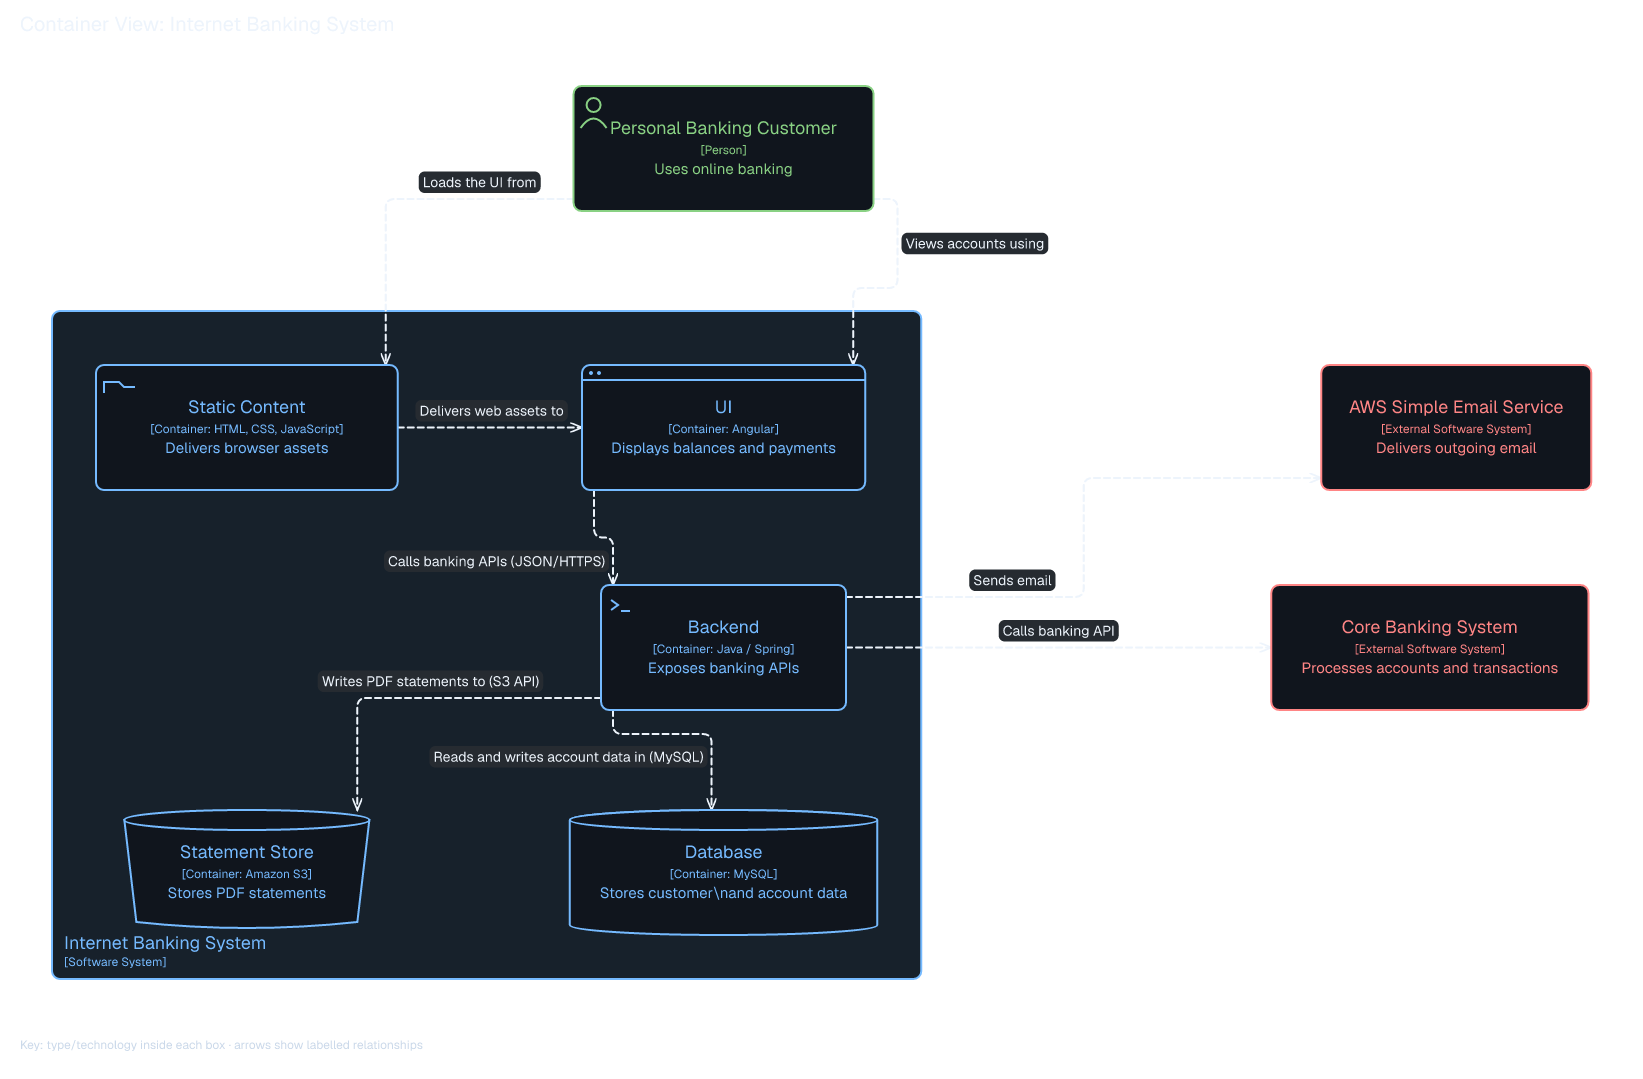 Container View: Internet Banking System
Personal Banking Customer
[Person]
Uses online banking
Loads the UI from
Views accounts using
Static Content
[Container: HTML, CSS, JavaScript]
Delivers browser assets
Delivers web assets to
UI
[Container: Angular]
Displays balances and payments
AWS Simple Email Service
[External Software System]
Delivers outgoing email
Calls banking APIs (JSON/HTTPS)
Sends email
Backend
[Container: Java / Spring]
Exposes banking APIs
Calls banking API
Core Banking System
[External Software System]
Processes accounts and transactions
Writes PDF statements to (S3 API)
Reads and writes account data in (MySQL)
Statement Store
[Container: Amazon S3]
Stores PDF statements
Database
[Container: MySQL]
Stores customer\nand account data
Internet Banking System
[Software System]
Key: type/technology inside each box · arrows show labelled relationships